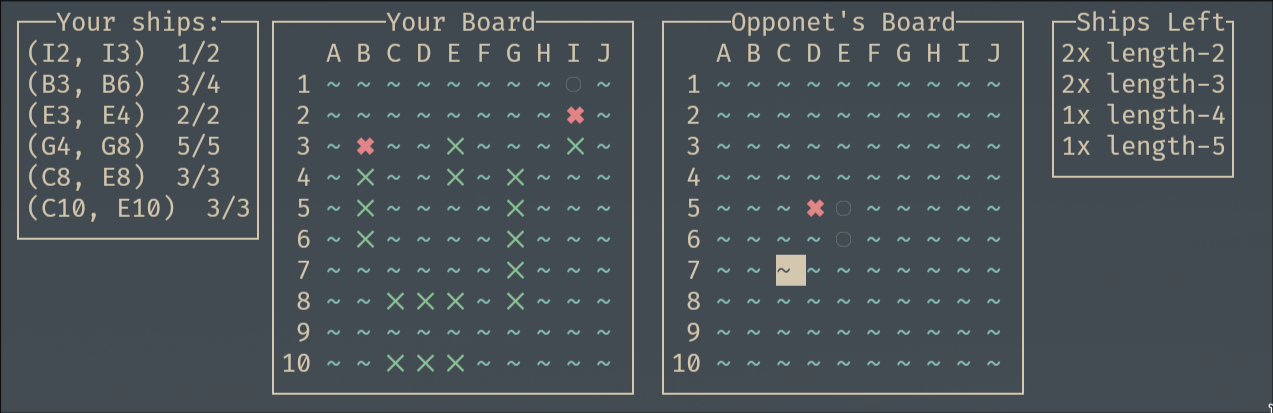 Your ships:
(I2, I3) 1/2
(B3, B6) 3/4
(E3, E4) 2/2
(G4, G8) 5/5
(C8, E8) 3/3
(C10, E10) 3/3
Your Board
A B C D E F G H I J
1 ~ ~ ~ ~ ~ ~ ~ ~ ○ ~
2 ~ ~ ~ ~ ~ ~ ~ ~ ✖ ~
3 ~ ✖ ~ ~ ✕ ~ ~ ~ ✕ ~
4 ~ ✕ ~ ~ ✕ ~ ✕ ~ ~ ~
5 ~ ✕ ~ ~ ~ ~ ✕ ~ ~ ~
6 ~ ✕ ~ ~ ~ ~ ✕ ~ ~ ~
7 ~ ~ ~ ~ ~ ~ ✕ ~ ~ ~
8 ~ ~ ✕ ✕ ✕ ~ ✕ ~ ~ ~
9 ~ ~ ~ ~ ~ ~ ~ ~ ~ ~
10 ~ ~ ✕ ✕ ✕ ~ ~ ~ ~ ~
Opponet's Board
A B C D E F G H I J
1 ~ ~ ~ ~ ~ ~ ~ ~ ~ ~
2 ~ ~ ~ ~ ~ ~ ~ ~ ~ ~
3 ~ ~ ~ ~ ~ ~ ~ ~ ~ ~
4 ~ ~ ~ ~ ~ ~ ~ ~ ~ ~
5 ~ ~ ~ ✖ ○ ~ ~ ~ ~ ~
6 ~ ~ ~ ~ ○ ~ ~ ~ ~ ~
7 ~ ~ ~ ~ ~ ~ ~ ~ ~ ~
8 ~ ~ ~ ~ ~ ~ ~ ~ ~ ~
9 ~ ~ ~ ~ ~ ~ ~ ~ ~ ~
10 ~ ~ ~ ~ ~ ~ ~ ~ ~ ~
Ships Left
2x length-2
2x length-3
1x length-4
1x length-5